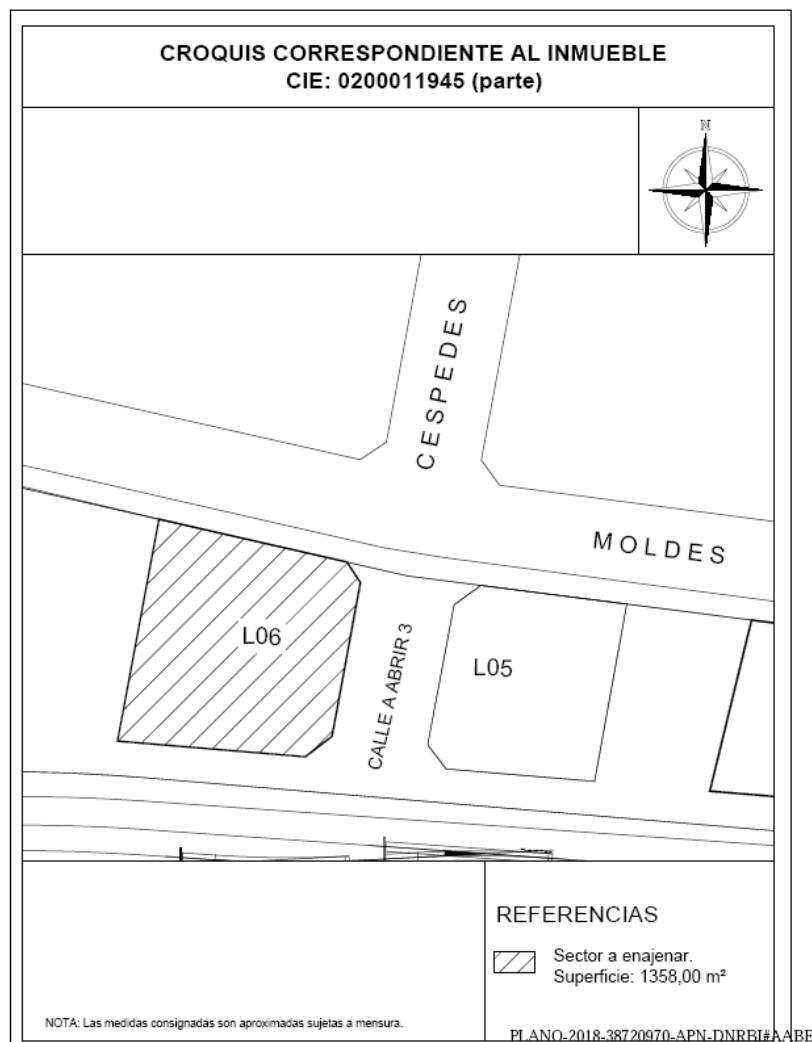 CROQUIS CORRESPONDIENTE AL INMUEBLE
CIE: 0200011945 (parte)
N
CESPEDES
MOLDES
L06
CALLE A ABRIR 3
L05
REFERENCIAS
Sector a enajenar.
Superficie: 1358,00 m²
NOTA: Las medidas consignadas son aproximadas sujetas a mensura.
PLANO-2018-38720970-APN-DNRBI#AABE